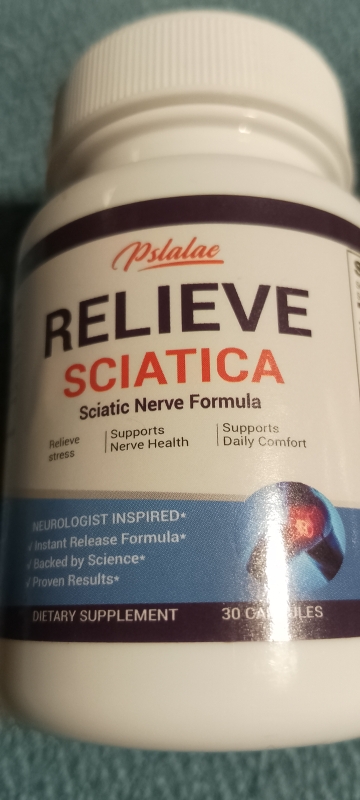 Pslalae
RELIEVE
SCIATICA
Sciatic Nerve Formula
Relieve
stress
Supports
Nerve Health
Supports
Daily Comfort
NEUROLOGIST INSPIRED*
✓Instant Release Formula*
✓Backed by Science*
✓Proven Results*
DIETARY SUPPLEMENT 30 CAPSULES